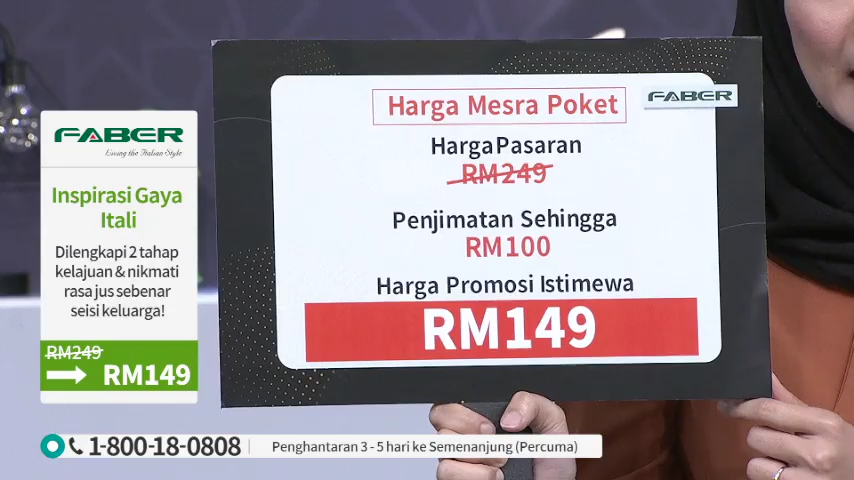 FABER
Living the Italian Style
Inspirasi Gaya
Itali
Dilengkapi 2 tahap
kelajuan & nikmati
rasa jus sebenar
seisi keluarga!
RM249
RM149
Harga Mesra Poket
FABER
Harga Pasaran
RM249
Penjimatan Sehingga
RM100
Harga Promosi Istimewa
RM149
1-800-18-0808
Penghantaran 3 - 5 hari ke Semenanjung (Percuma)